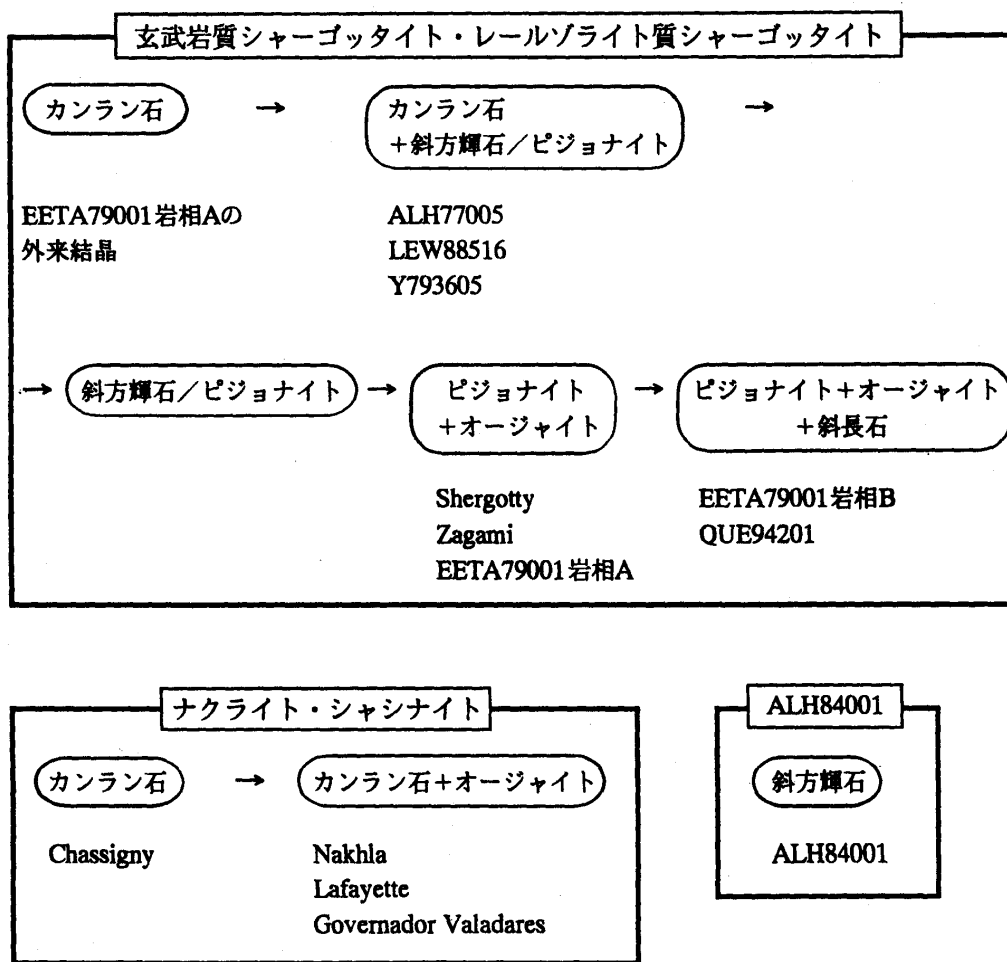 玄武岩質シャーゴッタイト・レールゾライト質シャーゴッタイト
カンラン石
→
カンラン石
+斜方輝石/ピジョナイト
→
EETA79001岩相Aの
外来結晶
ALH77005
LEW88516
Y793605
→
斜方輝石/ピジョナイト
→
ピジョナイト
+オージャイト
→
ピジョナイト+オージャイト
+斜長石
Shergotty
Zagami
EETA79001岩相A
EETA79001岩相B
QUE94201
ナクライト・シャシナイト
カンラン石
→
カンラン石+オージャイト
Chassigny
Nakhla
Lafayette
Governador Valadares
ALH84001
斜方輝石
ALH84001